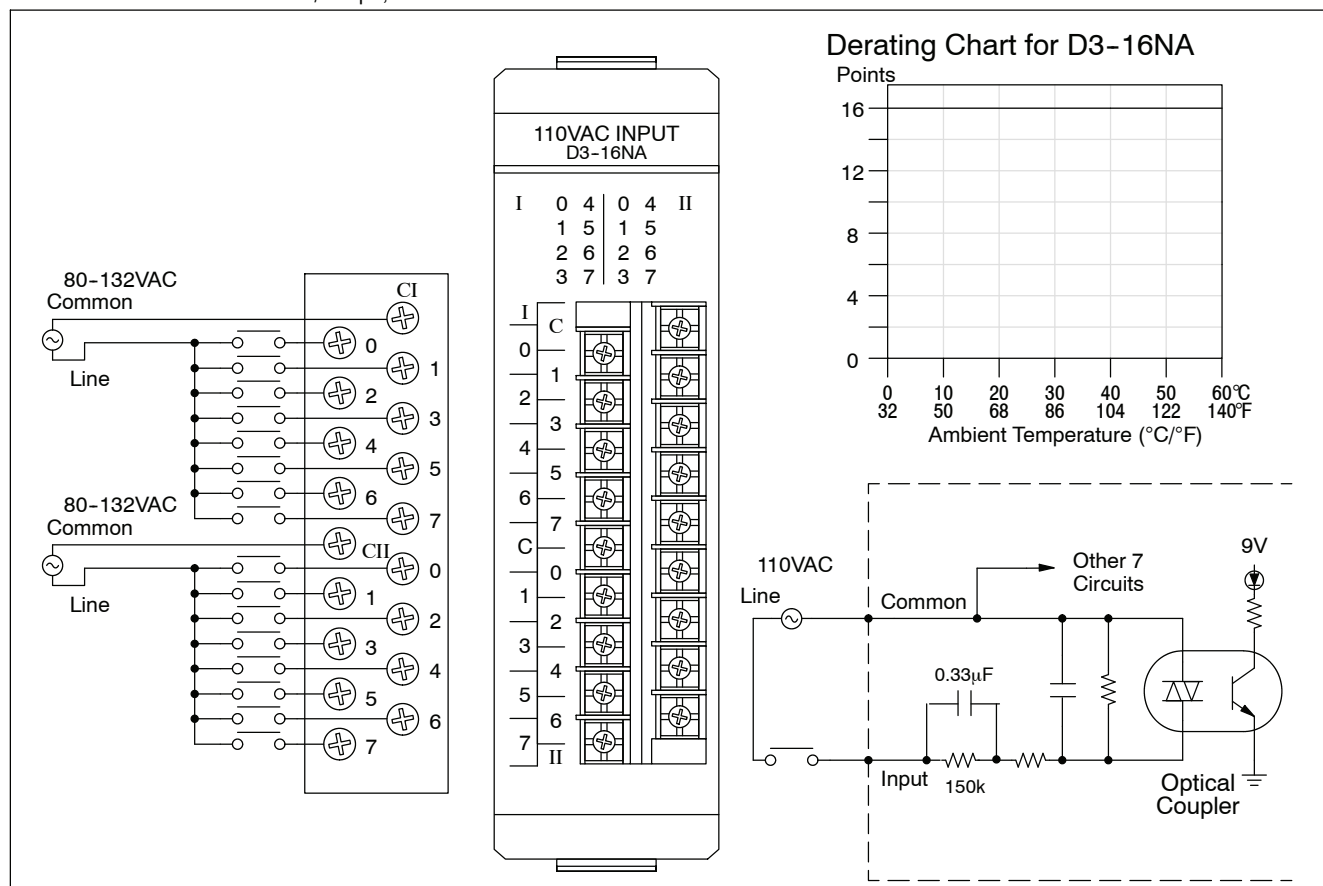 Derating Chart for D3-16NA
Points
16
12
8
4
0
0 10 20 30 40 50 60°C
32 50 68 86 104 122 140°F
Ambient Temperature (°C/°F)
110VAC INPUT
D3-16NA
I 0 4 0 4 II
1 5 1 5
2 6 2 6
3 7 3 7
I
C
0
1
2
3
4
5
6
7
C
0
1
2
3
4
5
6
7
II
80-132VAC
Common
Line
CI
0
1
2
3
4
5
6
7
80-132VAC
Common
Line
CII
0
1
2
3
4
5
6
7
110VAC
Line
Common
Other 7
Circuits
9V
0.33µF
Input
150k
Optical
Coupler